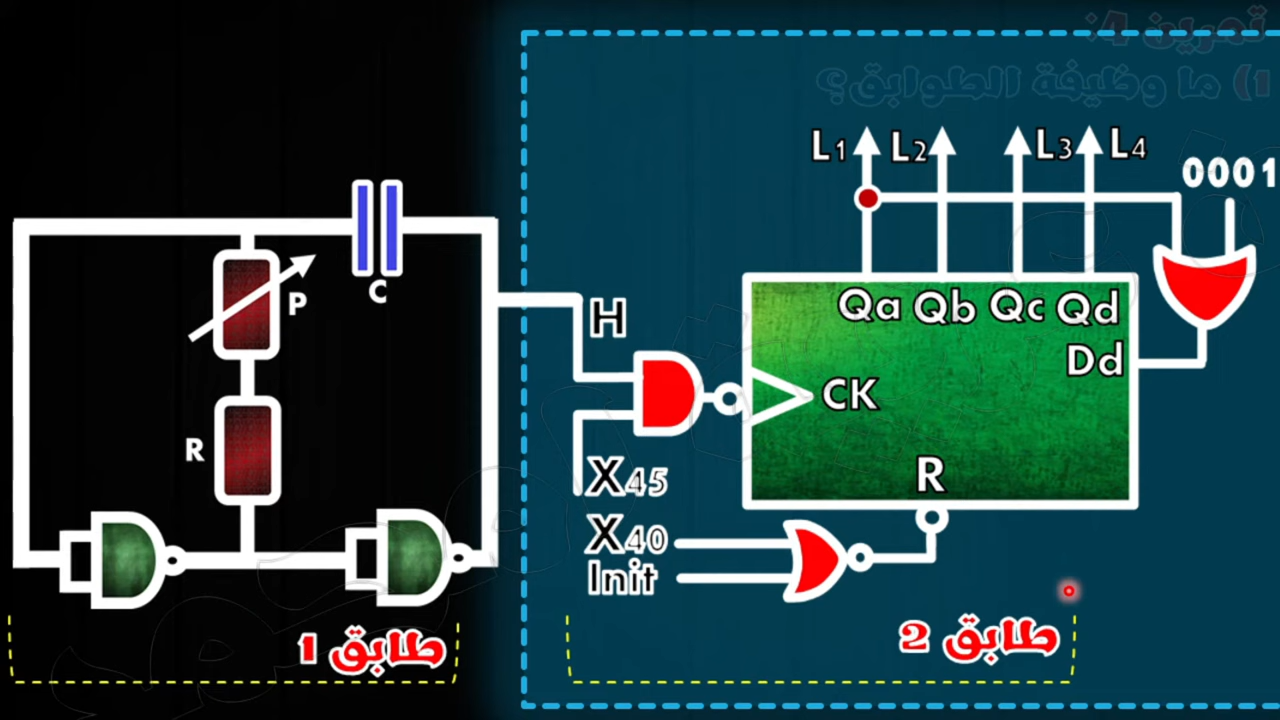 تمرين 4:
1) ما وظيفة الطوابق؟
L1 L2 L3 L4
0001
P
C
H
Qa Qb Qc Qd
Dd
CK
R
R
X45
X40
Init
طابق 1
طابق 2